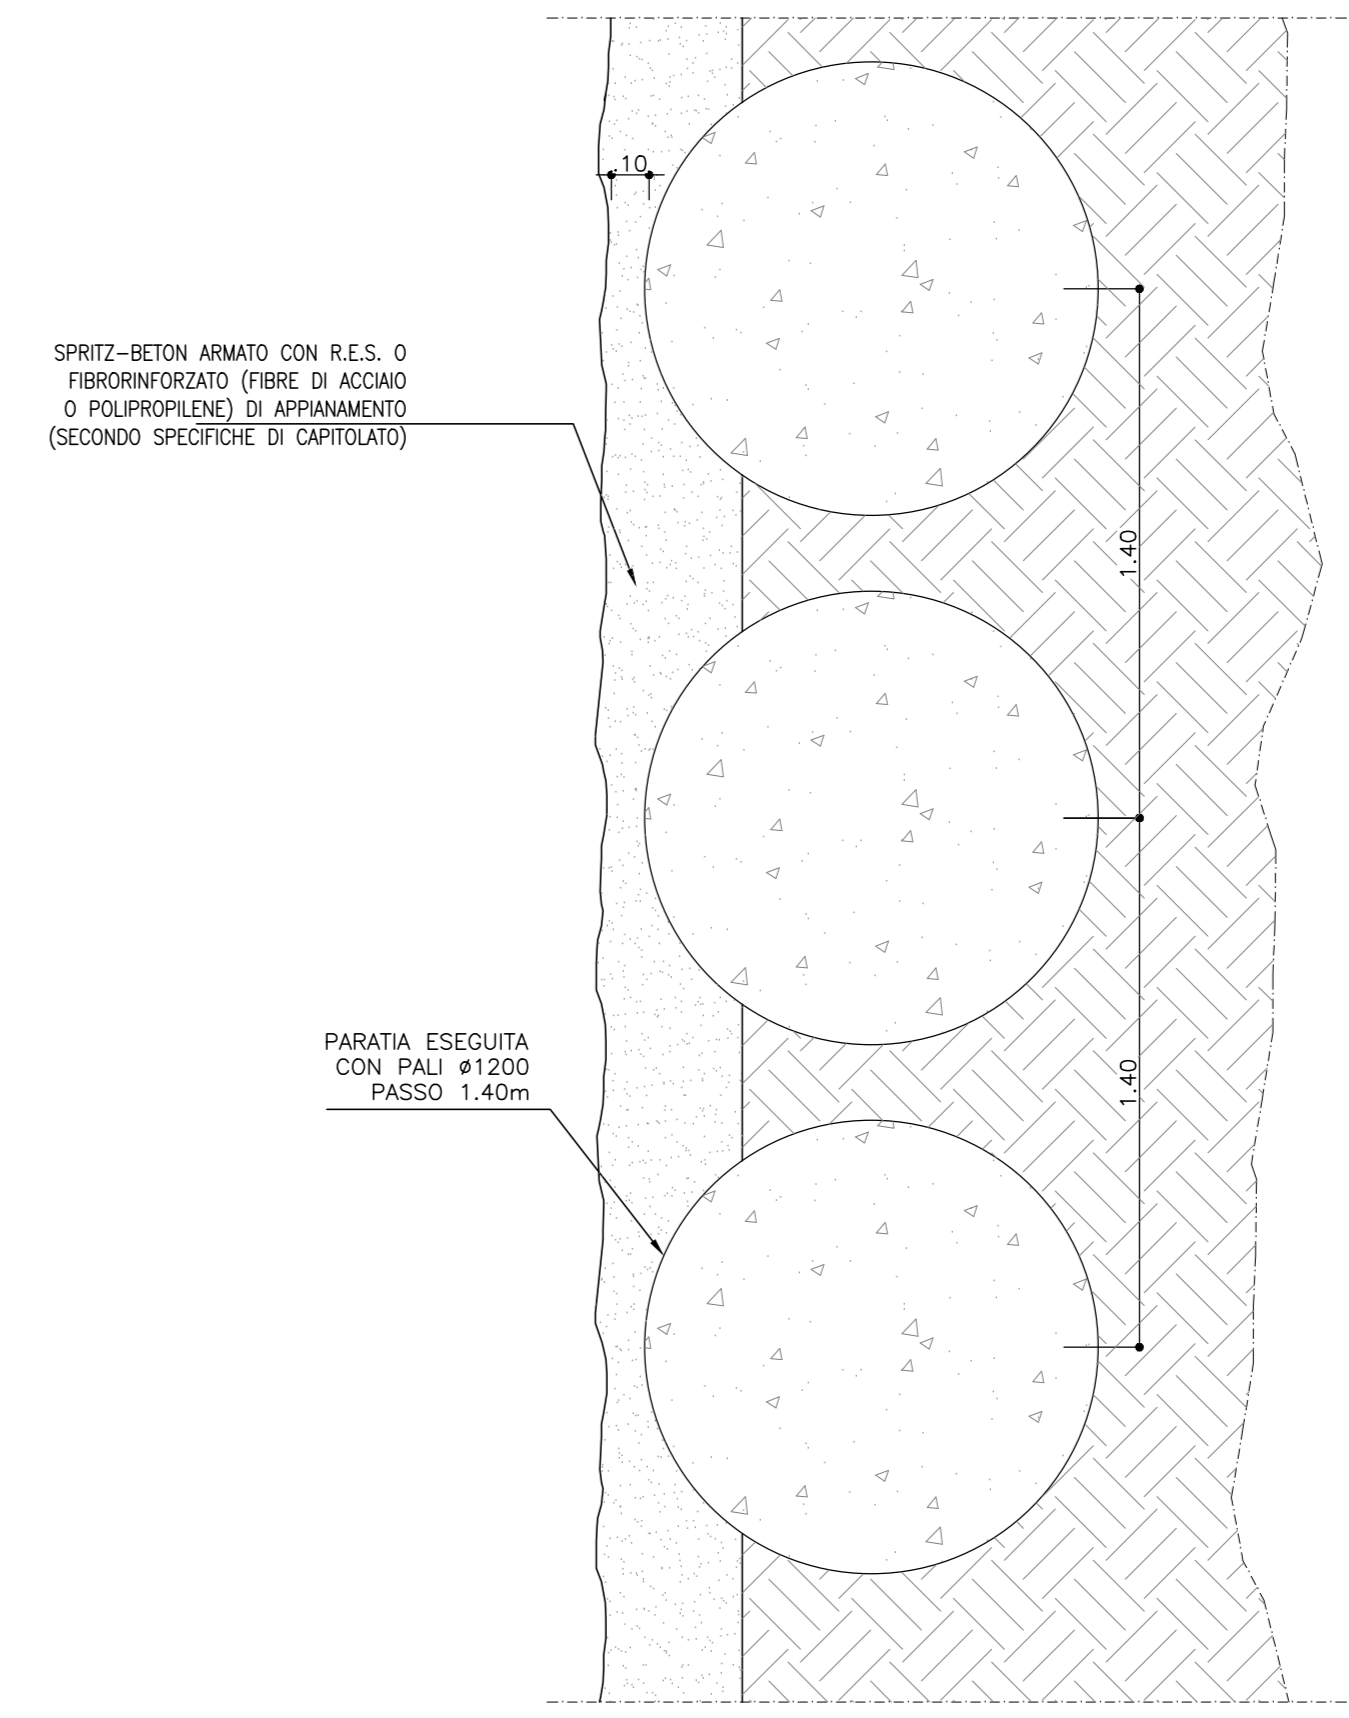 .10
SPRITZ-BETON ARMATO CON R.E.S. O
FIBRORINFORZATO (FIBRE DI ACCIAIO
O POLIPROPILENE) DI APPIANAMENTO
(SECONDO SPECIFICHE DI CAPITOLATO)
1.40
PARATIA ESEGUITA
CON PALI ø1200
PASSO 1.40m
1.40